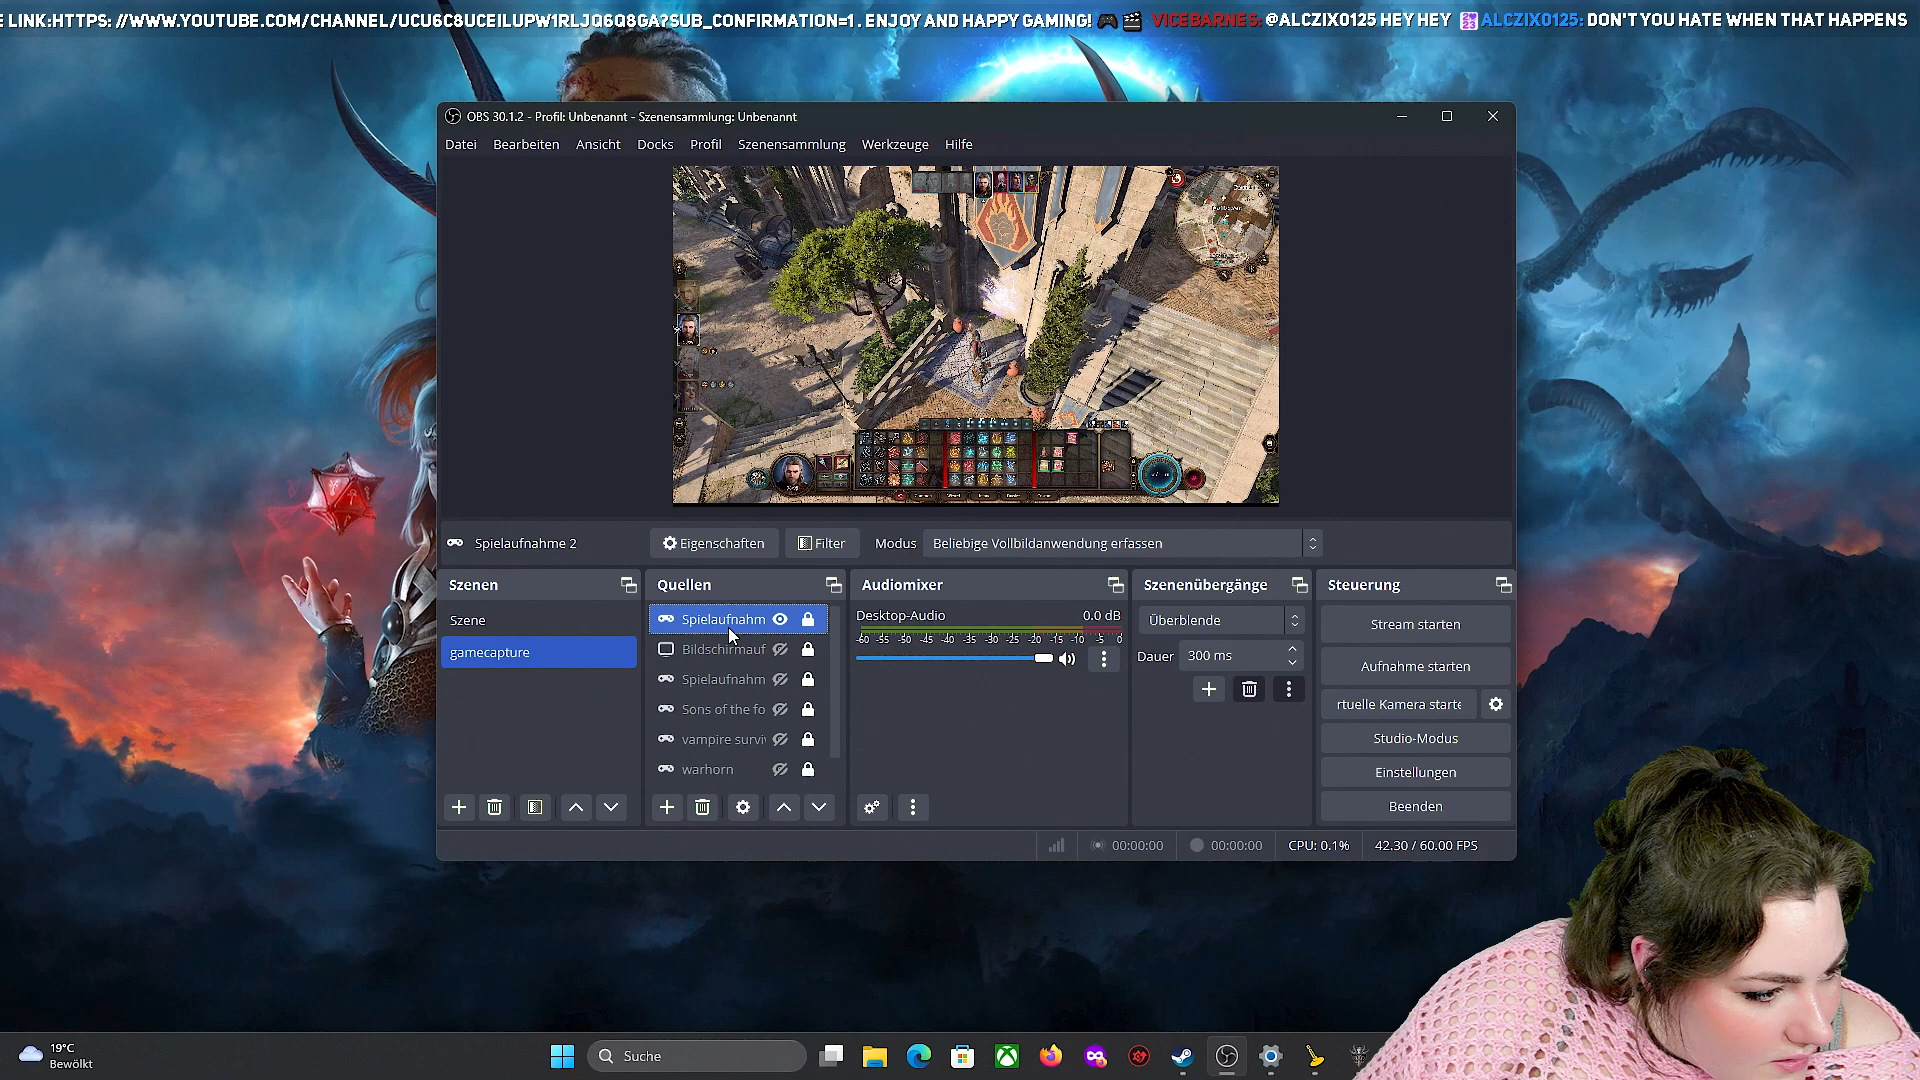 E LINK:HTTPS: //WWW.YOUTUBE.COM/CHANNEL/UCU6C8UCEILUPW1RLJQ6Q8GA?SUB_CONFIRMATION=1 . ENJOY AND HAPPY GAMING! VICEBARNES: @ALCZIX0125 HEY HEY ALCZIX0125: DON'T YOU HATE WHEN THAT HAPPENS
OBS 30.1.2 - Profil: Unbenannt - Szenensammlung: Unbenannt
Datei Bearbeiten Ansicht Docks Profil Szenensammlung Werkzeuge Hilfe
Spielaufnahme 2 Eigenschaften Filter Modus Beliebige Vollbildanwendung erfassen
Szenen Quellen Audiomixer Szenenübergänge Steuerung
Szene
gamecapture
Spielaufnahm
Bildschirmauf
Spielaufnahm
Sons of the fo
vampire surviv
warhorn
Desktop-Audio 0.0 dB
-60 -55 -50 -45 -40 -35 -30 -25 -20 -15 -10 -5 0
Überblende
Dauer 300 ms
Stream starten
Aufnahme starten
rtuelle Kamera starte
Studio-Modus
Einstellungen
Beenden
00:00:00 00:00:00 CPU: 0.1% 42.30 / 60.00 FPS
19°C
Bewölkt
Suche